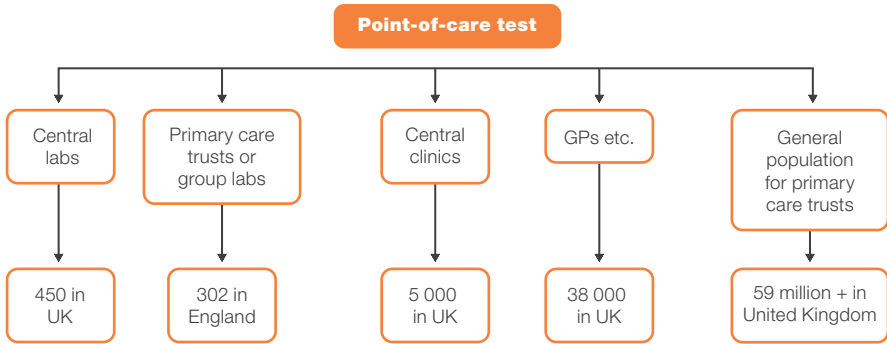 Point-of-care test
Central
labs
Primary care
trusts or
group labs
Central
clinics
GPs etc.
General
population
for primary
care trusts
450 in
UK
302 in
England
5 000
in UK
38 000
in UK
59 million + in
United Kingdom